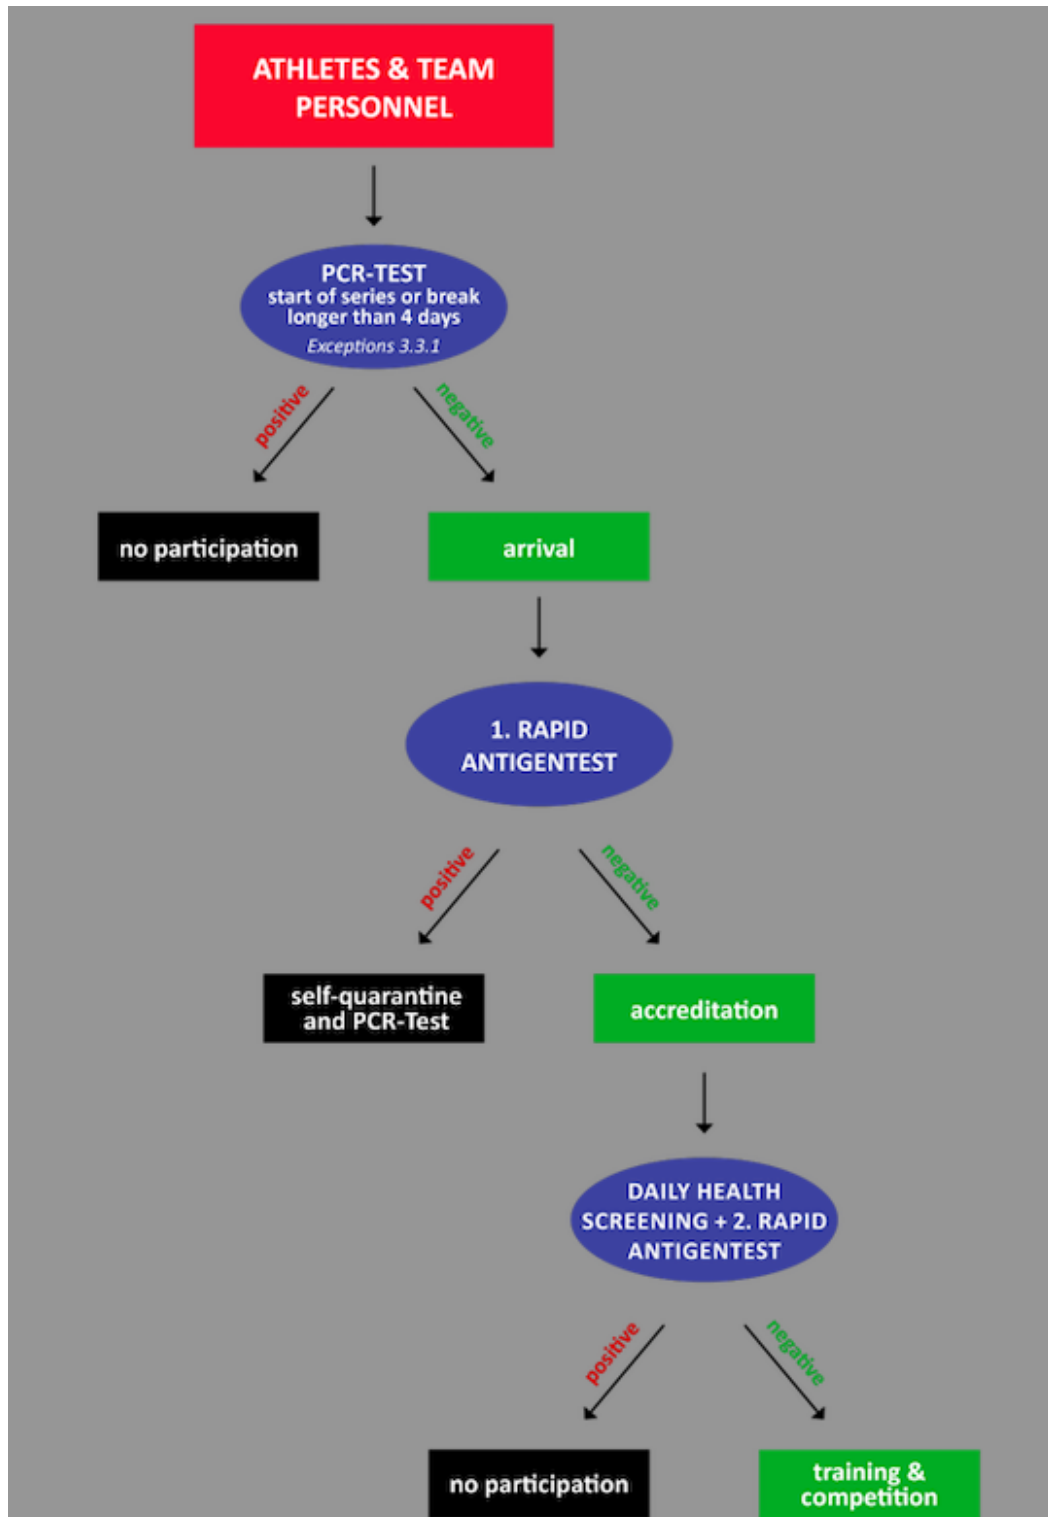 ATHLETES & TEAM
PERSONNEL
PCR-TEST
start of series or break
longer than 4 days
Exceptions 3.3.1
positive
negative
no participation
arrival
1. RAPID
ANTIGENTEST
positive
negative
self-quarantine
and PCR-Test
accreditation
DAILY HEALTH
SCREENING + 2. RAPID
ANTIGENTEST
positive
negative
no participation
training &
competition